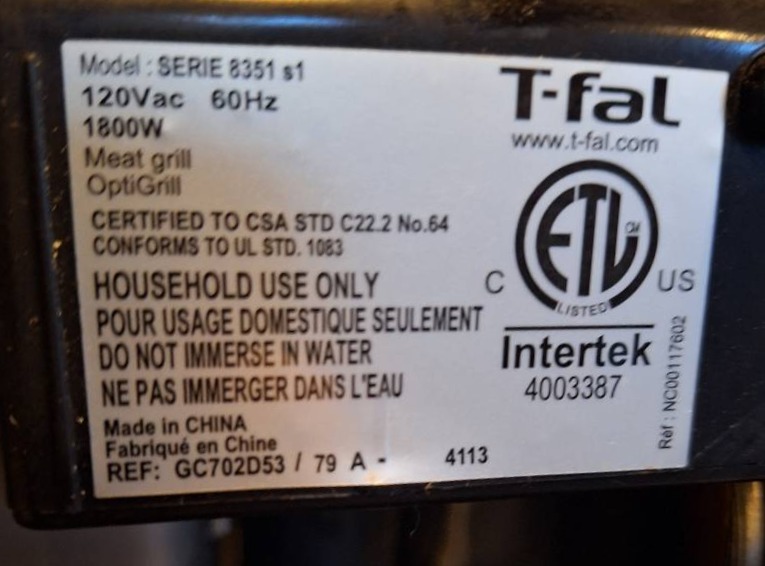 Model : SERIE 8351 s1
120Vac 60Hz
1800W
Meat grill
OptiGrill
CERTIFIED TO CSA STD C22.2 No.64
CONFORMS TO UL STD. 1083
HOUSEHOLD USE ONLY
POUR USAGE DOMESTIQUE SEULEMENT
DO NOT IMMERSE IN WATER
NE PAS IMMERGER DANS L'EAU
Made in CHINA
Fabriqué en Chine
REF: GC702D53 / 79 A - 4113
T-fal
www.t-fal.com
ETL
CM
LISTED
C US
Intertek
4003387
Réf : NC00117602